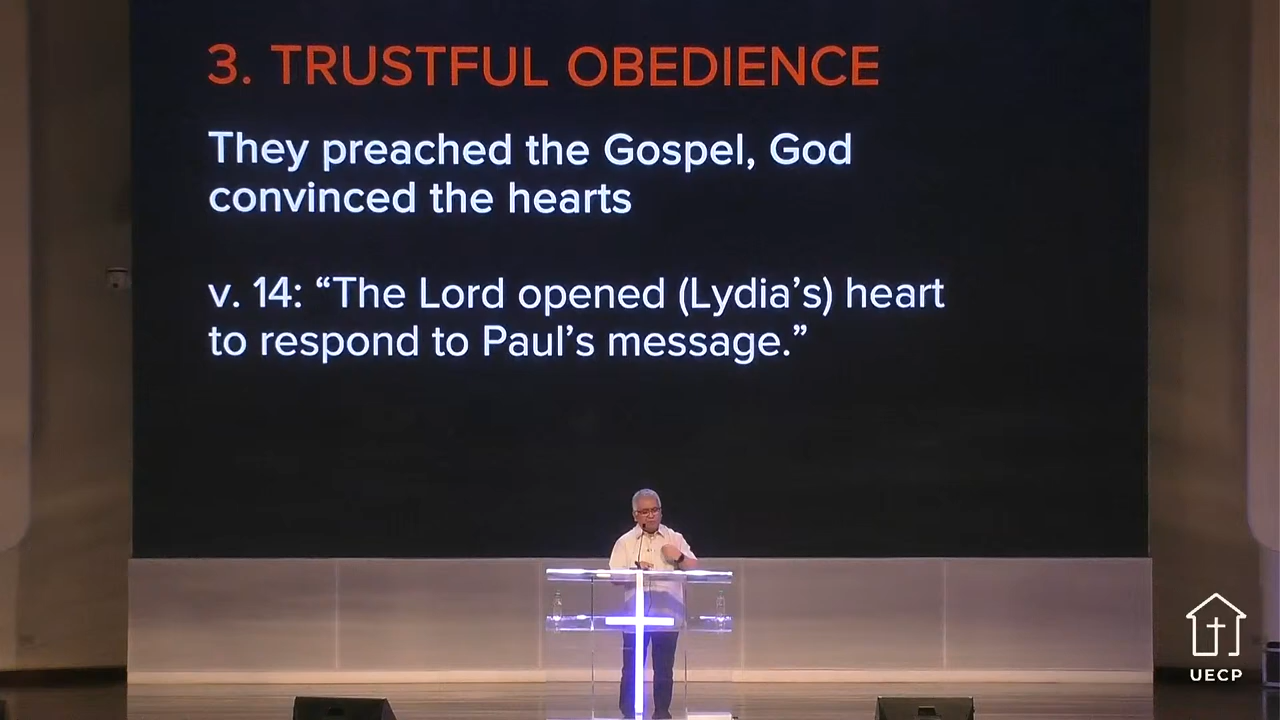 3. TRUSTFUL OBEDIENCE
They preached the Gospel, God
convinced the hearts
v. 14: “The Lord opened (Lydia’s) heart
to respond to Paul’s message.”
UECP